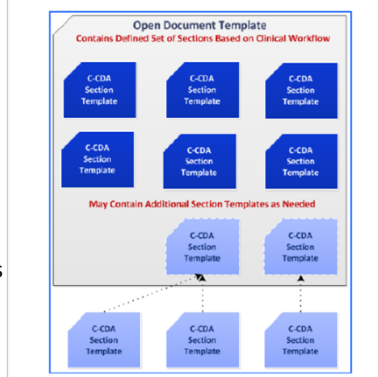 Open Document Template
Contains Defined Set of Sections Based on Clinical Workflow
C-CDA
Section
Template
C-CDA
Section
Template
C-CDA
Section
Template
C-CDA
Section
Template
C-CDA
Section
Template
C-CDA
Section
Template
May Contain Additional Section Templates as Needed
C-CDA
Section
Template
C-CDA
Section
Template
s
C-CDA
Section
Template
C-CDA
Section
Template
C-CDA
Section
Template